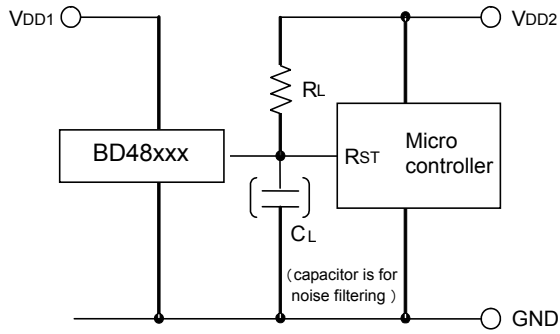 VDD1
VDD2
RL
BD48xxx
RST
Micro
controller
CL
(capacitor is for
noise filtering )
GND